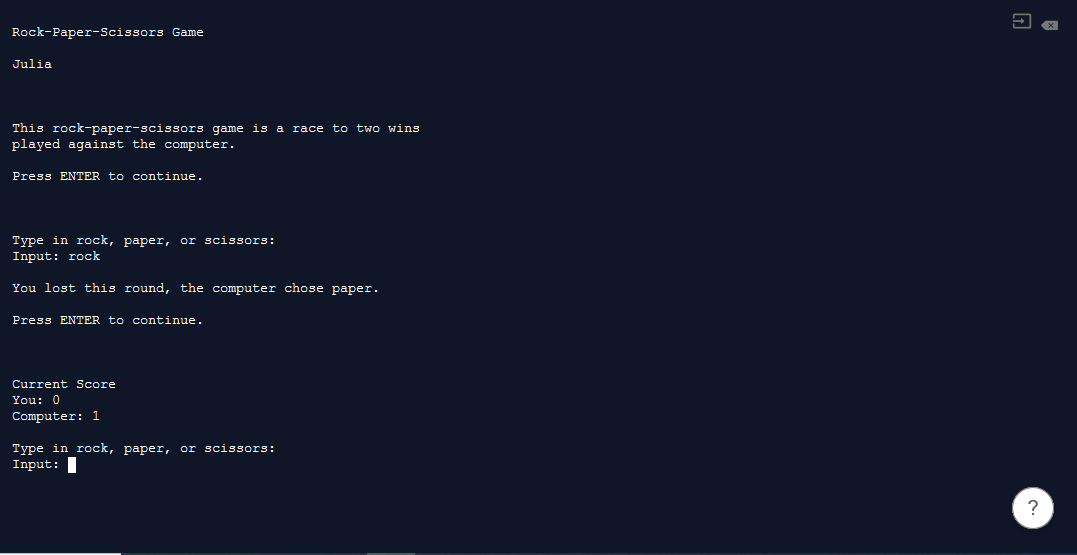 Rock-Paper-Scissors Game
Julia
This rock-paper-scissors game is a race to two wins
played against the computer.
Press ENTER to continue.
Type in rock, paper, or scissors:
Input: rock
You lost this round, the computer chose paper.
Press ENTER to continue.
Current Score
You: 0
Computer: 1
Type in rock, paper, or scissors:
Input:
?